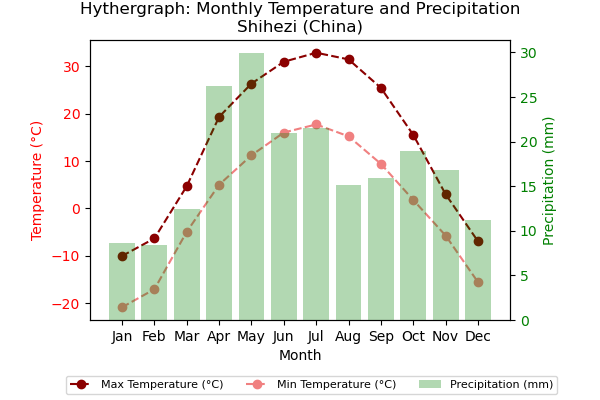 Hythergraph: Monthly Temperature and Precipitation
Shihezi (China)
Temperature (°C)
30
20
10
0
−10
−20
Precipitation (mm)
30
25
20
15
10
5
0
Jan Feb Mar Apr May Jun Jul Aug Sep Oct Nov Dec
Month
Max Temperature (°C) Min Temperature (°C) Precipitation (mm)